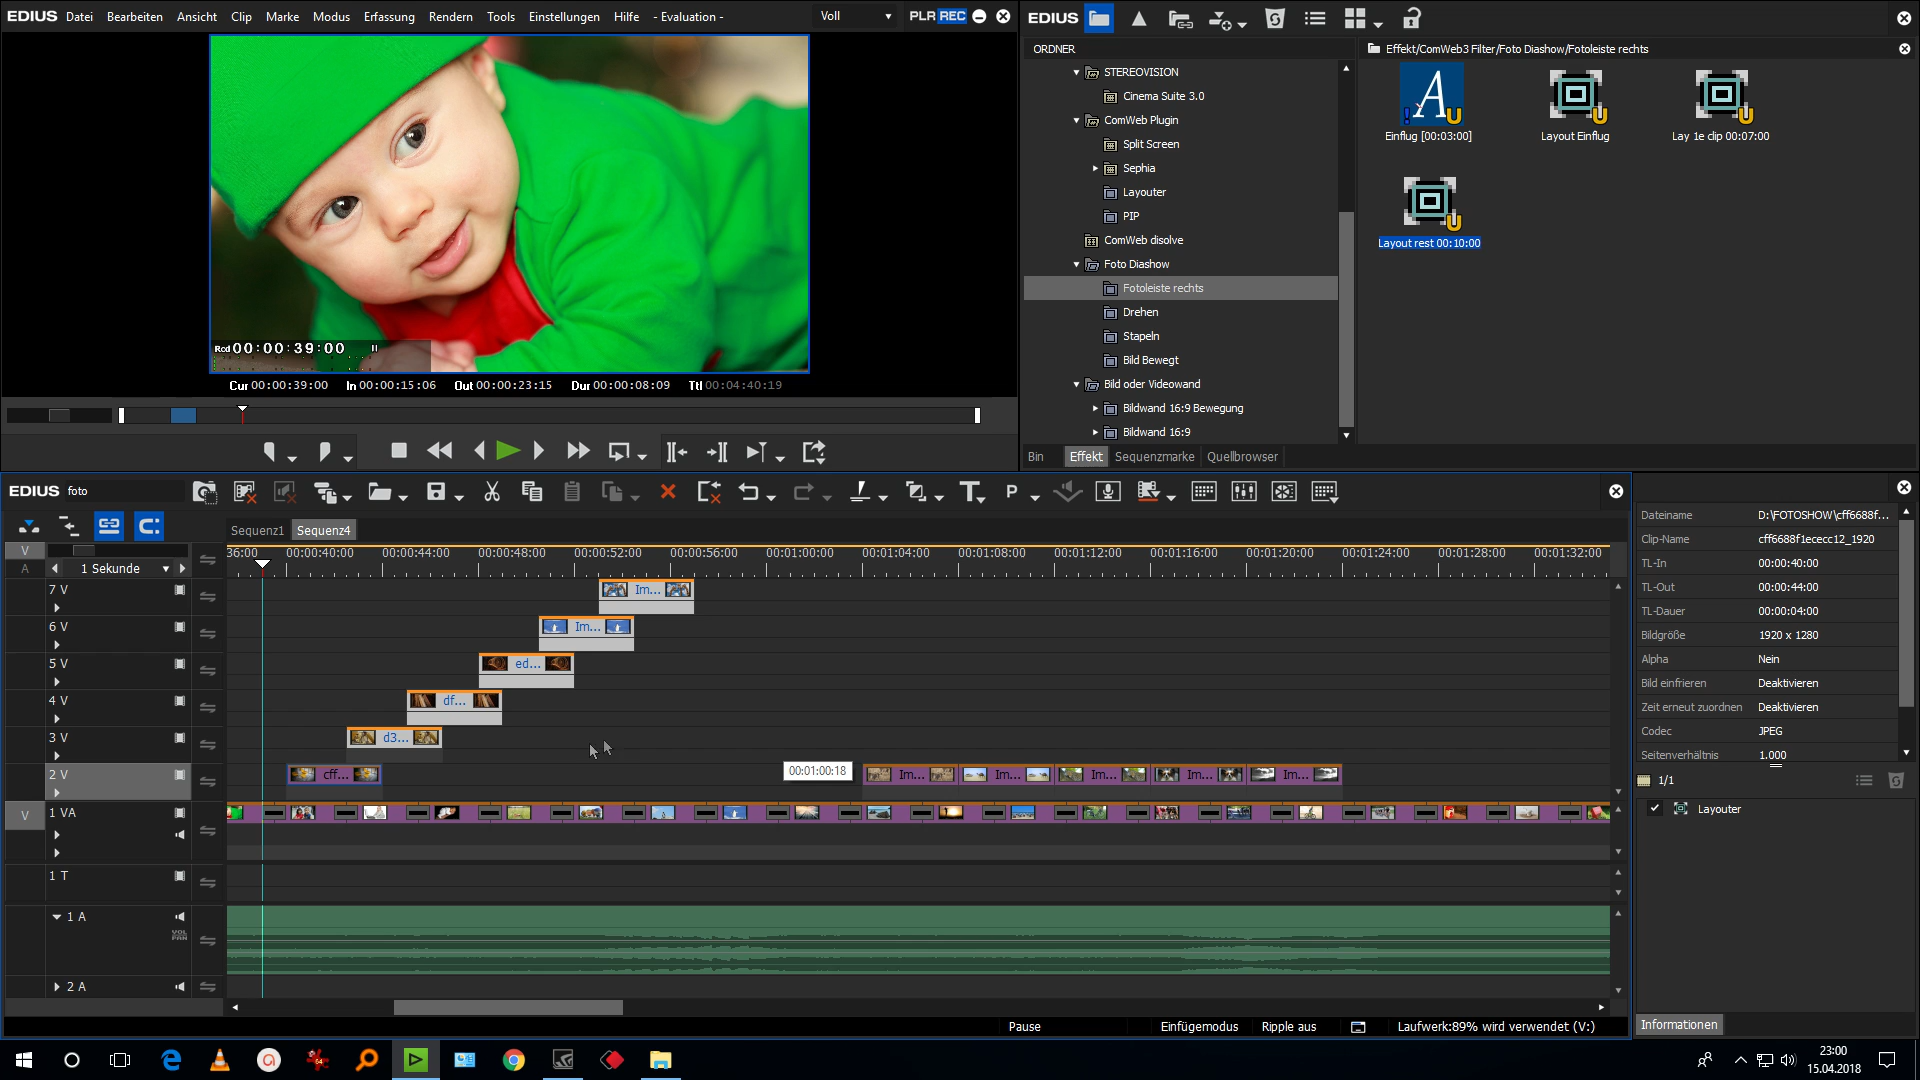 EDIUS Datei Bearbeiten Ansicht Clip Marke Modus Erfassung Rendern Tools Einstellungen Hilfe - Evaluation - Voll PLR REC
Rcd 00:00:39:00
Cur 00:00:39:00 In 00:00:15:06 Out 00:00:23:15 Dur 00:00:08:09 Ttl 00:04:40:19
EDIUS
ORDNER
STEREOVISION
Cinema Suite 3.0
ComWeb Plugin
Split Screen
Sephia
Layouter
PIP
ComWeb disolve
Foto Diashow
Fotoleiste rechts
Drehen
Stapeln
Bild Bewegt
Bild oder Videowand
Bildwand 16:9 Bewegung
Bildwand 16:9
Effekt/ComWeb3 Filter/Foto Diashow/Fotoleiste rechts
Einflug [00:03:00]
Layout Einflug
Lay 1e clip 00:07:00
Layout rest 00:10:00
Bin Effekt Sequenzmarke Quellbrowser
EDIUS foto
Sequenz1 Sequenz4
V
A
1 Sekunde
36:00 00:00:40:00 00:00:44:00 00:00:48:00 00:00:52:00 00:00:56:00 00:01:00:00 00:01:04:00 00:01:08:00 00:01:12:00 00:01:16:00 00:01:20:00 00:01:24:00 00:01:28:00 00:01:32:00
7 V Im...
6 V Im...
5 V ed...
4 V df...
3 V d3...
2 V cff... 00:01:00:18 Im... Im... Im... Im... Im...
V 1 VA
1 T
1 A
VOL
PAN
2 A
Pause Einfügemodus Ripple aus Laufwerk:89% wird verwendet (V:)
Dateiname D:\FOTOSHOW\cff6688f...
Clip-Name cff6688f1ececc12_1920
TL-In 00:00:40:00
TL-Out 00:00:44:00
TL-Dauer 00:00:04:00
Bildgröße 1920 x 1280
Alpha Nein
Bild einfrieren Deaktivieren
Zeit erneut zuordnen Deaktivieren
Codec JPEG
Seitenverhältnis 1.000
1/1
Layouter
Informationen
23:00
15.04.2018